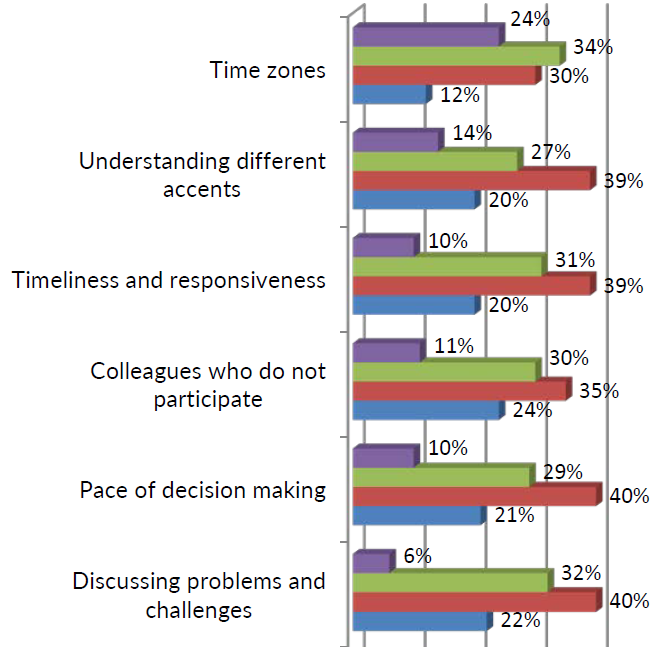 24%
34%
Time zones
30%
12%
14%
27%
Understanding different
accents
39%
20%
10%
31%
Timeliness and responsiveness
39%
20%
11%
30%
Colleagues who do not
participate
35%
24%
10%
29%
Pace of decision making
40%
21%
6%
32%
Discussing problems and
challenges
40%
22%